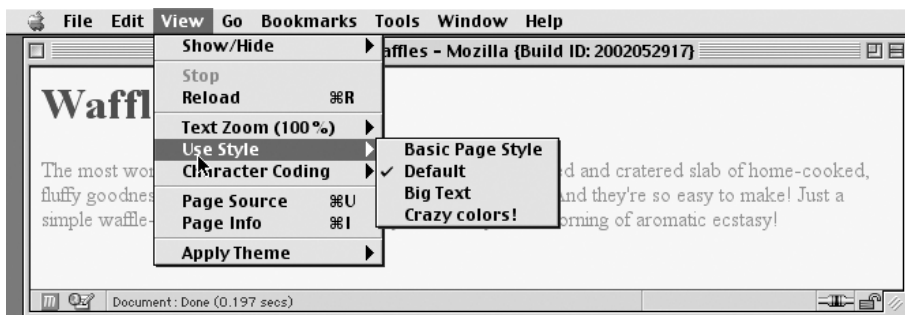 File Edit View Go Bookmarks Tools Window Help
affles - Mozilla {Build ID: 2002052917}
Show/Hide
Stop
Reload ⌘R
Text Zoom (100%)
Use Style
Character Coding
Page Source ⌘U
Page Info ⌘I
Apply Theme
Basic Page Style
✓ Default
Big Text
Crazy colors!
Waffl
The most wor ed and cratered slab of home-cooked,
fluffy goodnes And they're so easy to make! Just a
simple waffle- orning of aromatic ecstasy!
Document: Done (0.197 secs)